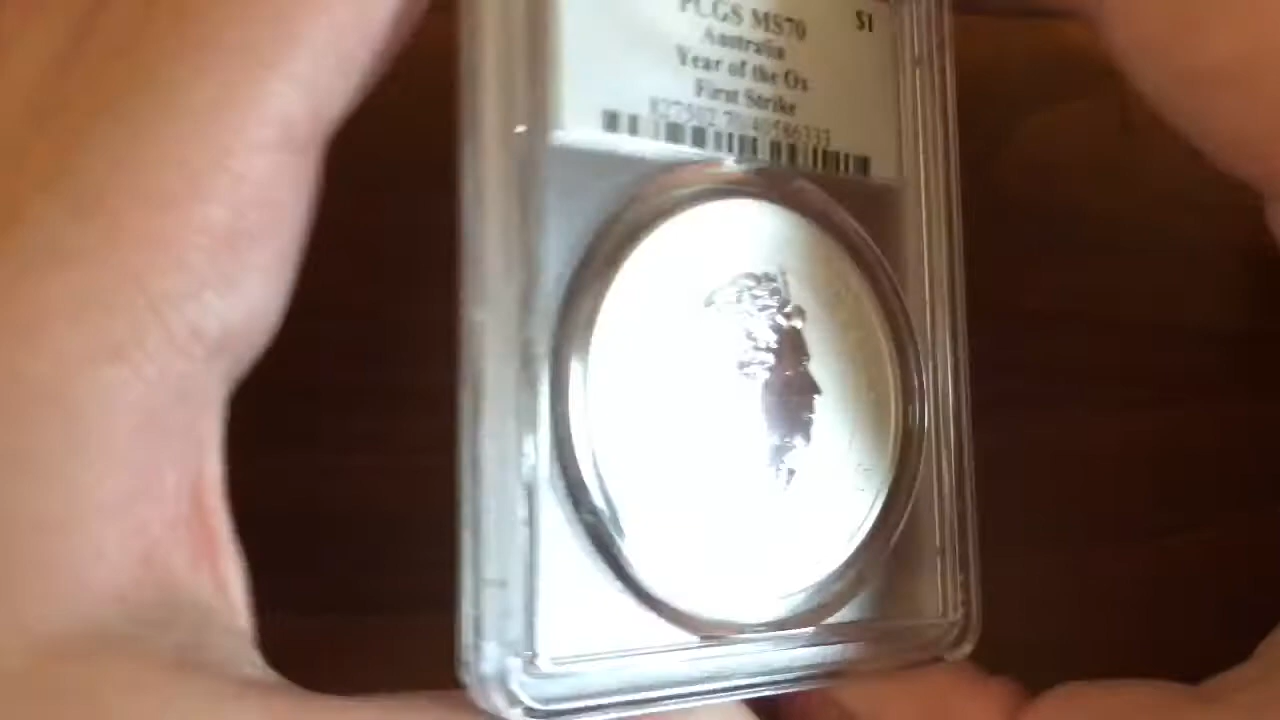 PCGS MS70 $1
Australia
Year of the Ox
First Strike